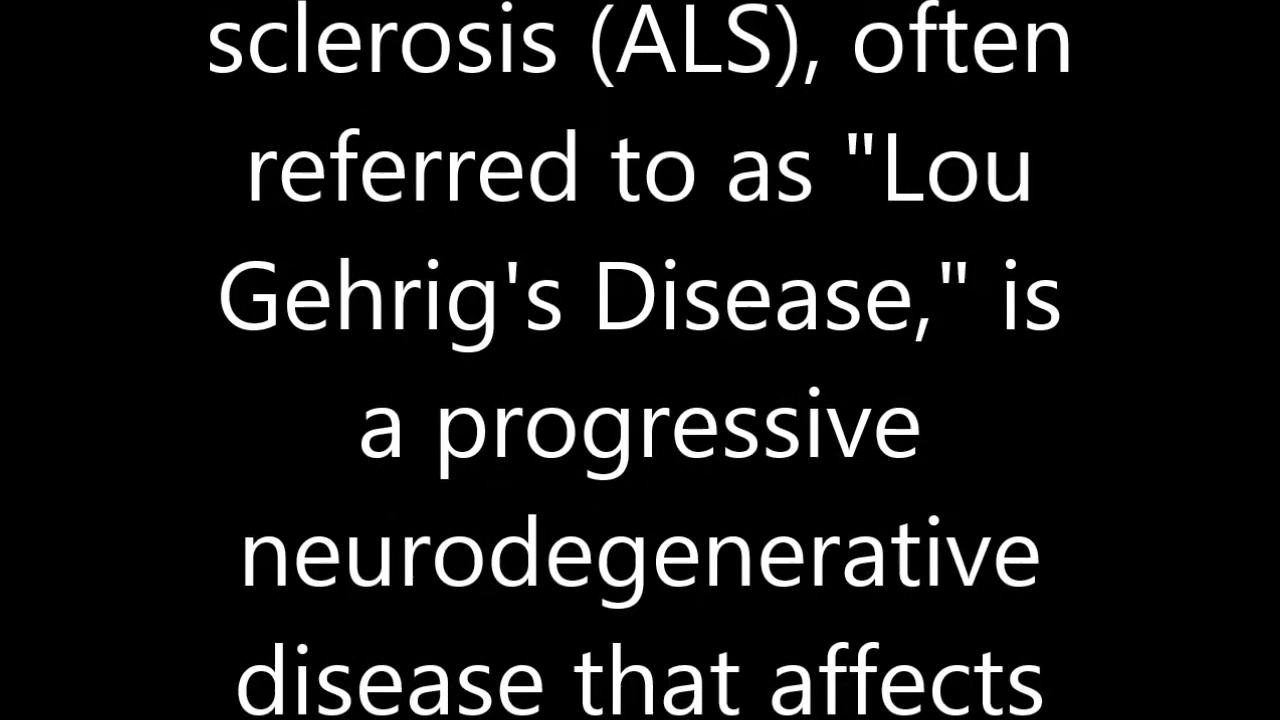 sclerosis (ALS), often
referred to as "Lou
Gehrig's Disease," is
a progressive
neurodegenerative
disease that affects